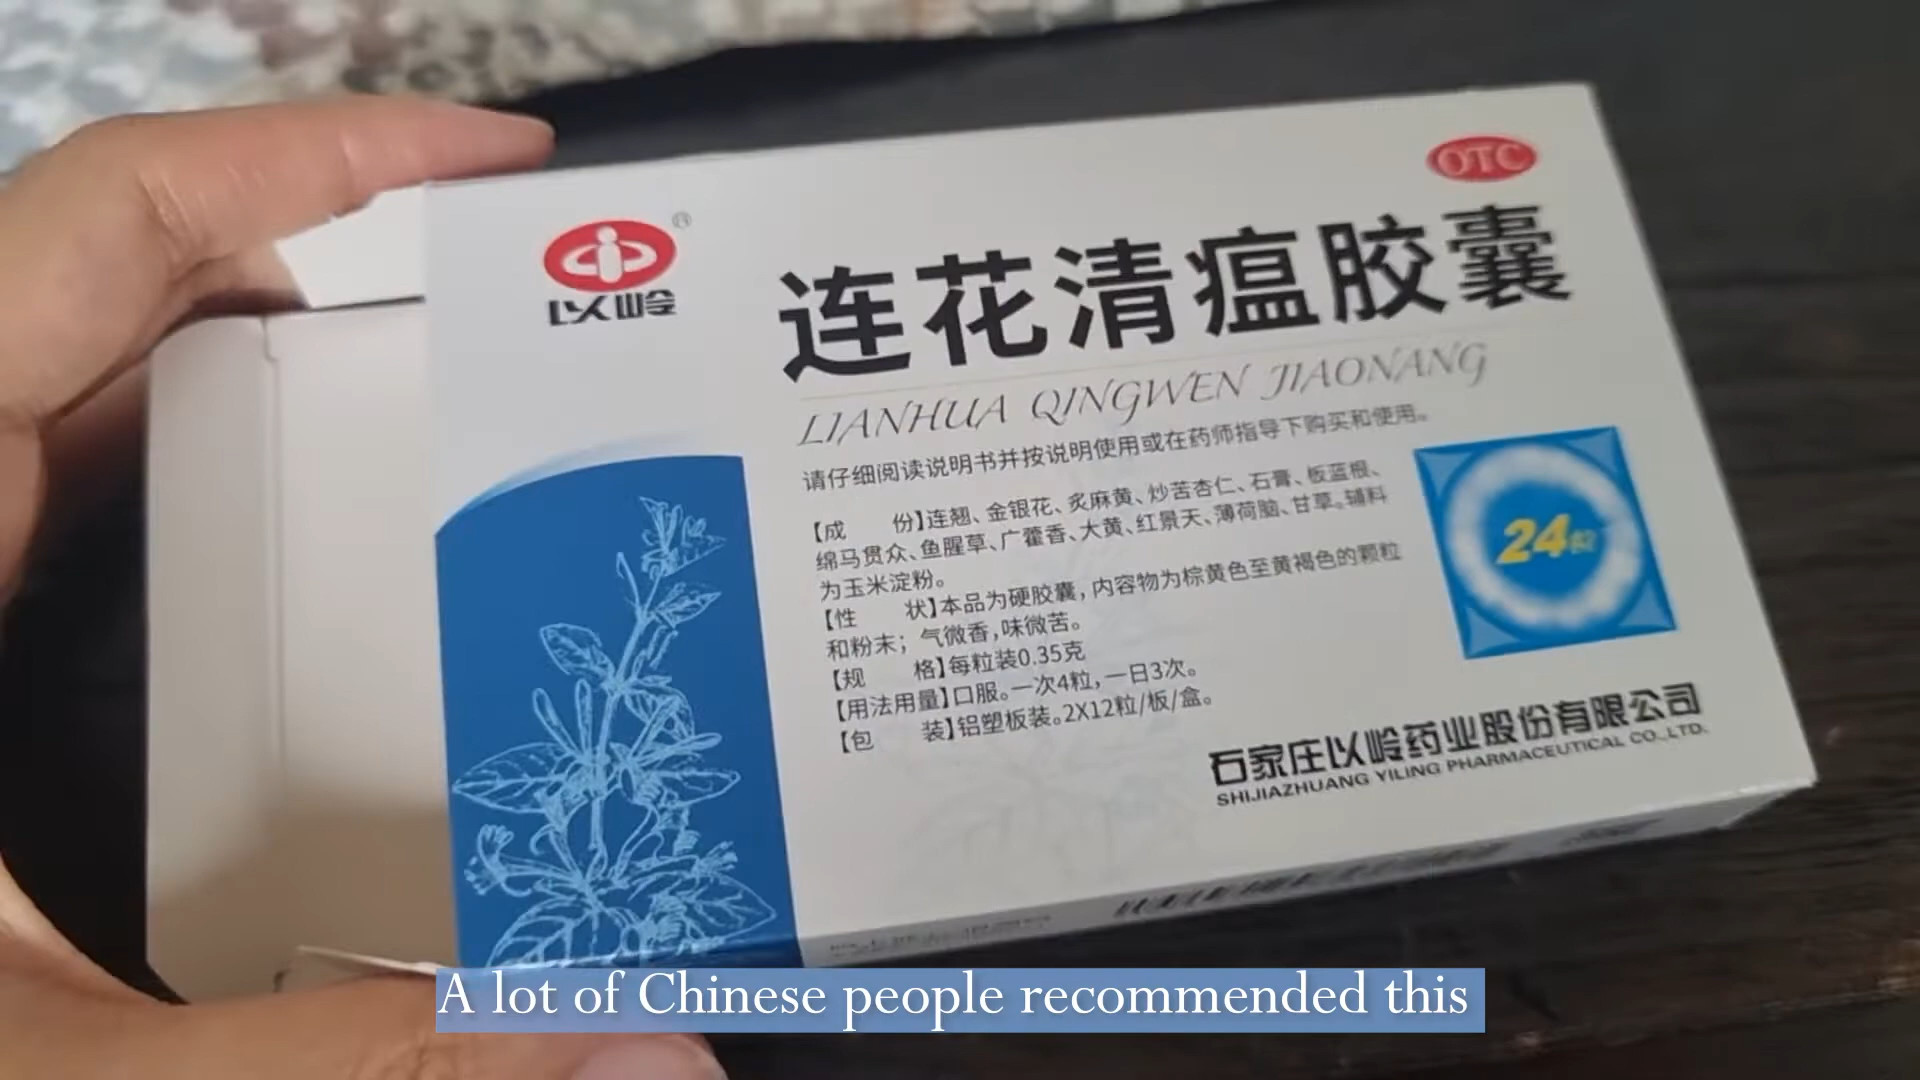 OTC
以岭
连花清瘟胶囊
LIANHUA QINGWEN JIAONANG
请仔细阅读说明书并按说明使用或在药师指导下购买和使用。
【成 份】连翘、金银花、炙麻黄、炒苦杏仁、石膏、板蓝根、
绵马贯众、鱼腥草、广藿香、大黄、红景天、薄荷脑、甘草。辅料
为玉米淀粉。
【性 状】本品为硬胶囊，内容物为棕黄色至黄褐色的颗粒
和粉末；气微香，味微苦。
【规 格】每粒装0.35克
【用法用量】口服。一次4粒，一日3次。
【包 装】铝塑板装。2X12粒/板/盒。
24粒
石家庄以岭药业股份有限公司
SHIJIAZHUANG YILING PHARMACEUTICAL CO.,LTD.
A lot of Chinese people recommended this